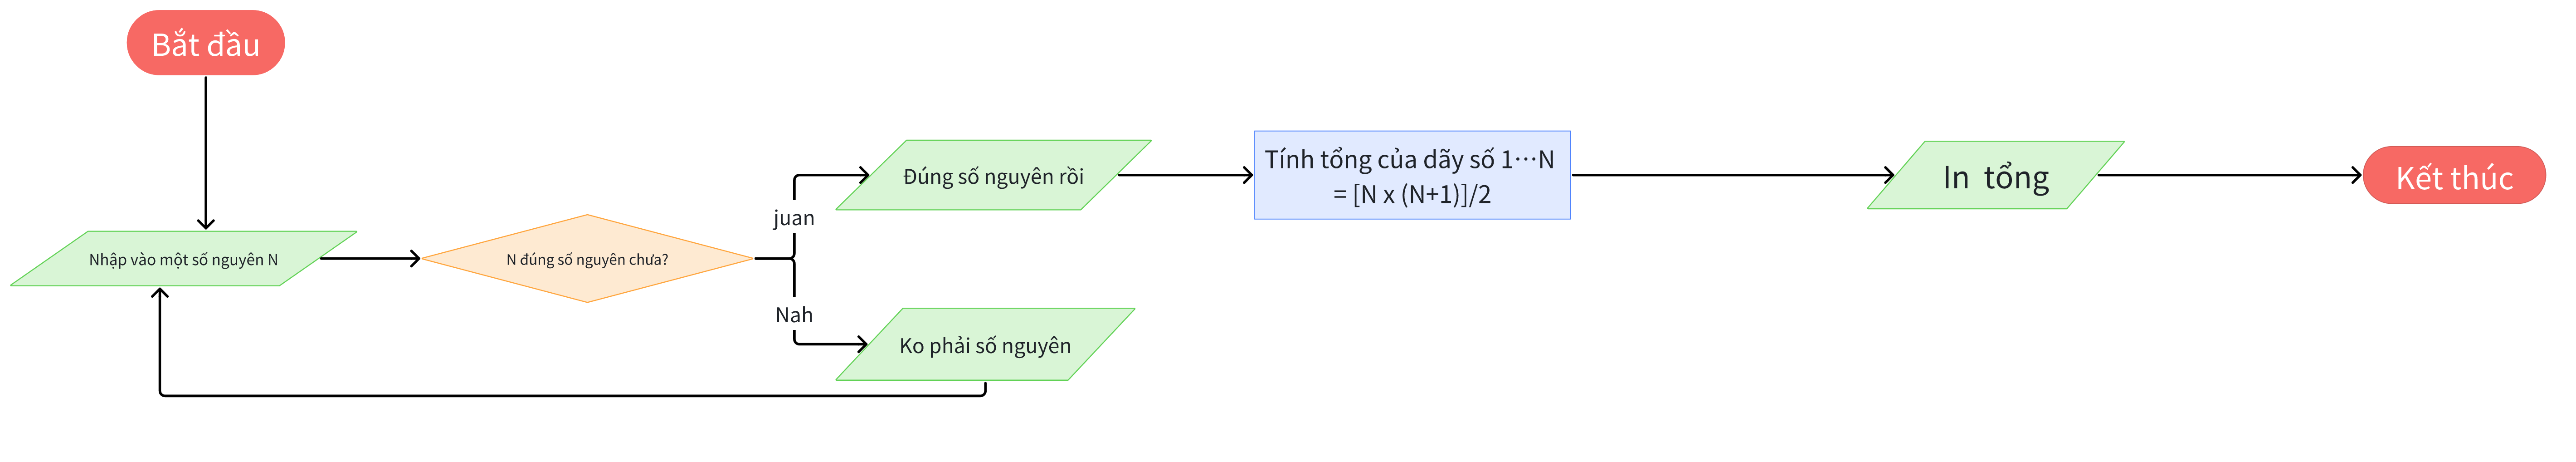 Bắt đầu
Nhập vào một số nguyên N
N đúng số nguyên chưa?
juan
Đúng số nguyên rồi
Nah
Ko phải số nguyên
Tính tổng của dãy số 1⋯N
= [N x (N+1)]/2
In tổng
Kết thúc